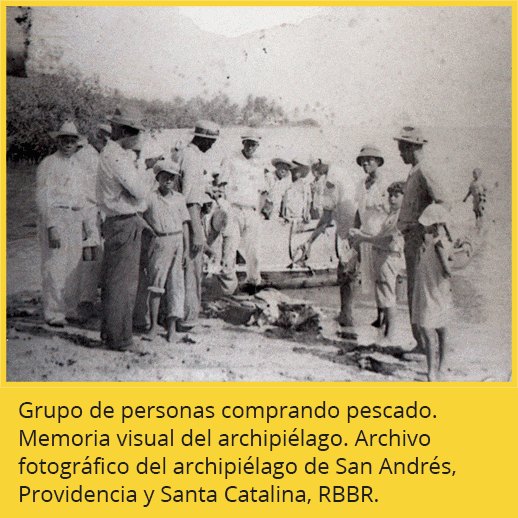 Grupo de personas comprando pescado.
Memoria visual del archipiélago. Archivo
fotográfico del archipiélago de San Andrés,
Providencia y Santa Catalina, RBBR.